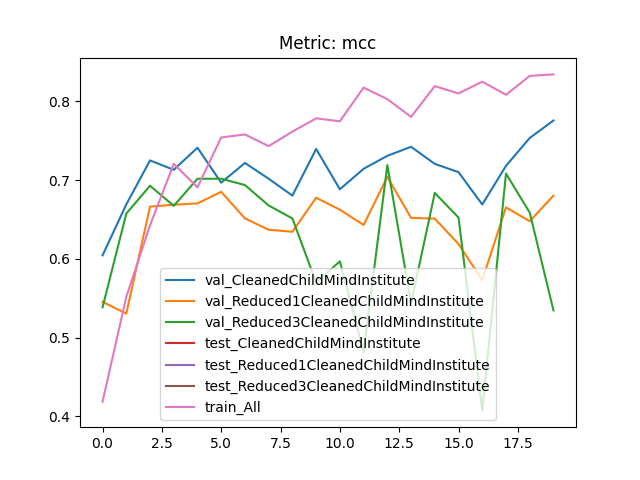 Metric: mcc
0.8
0.7
0.6
0.5
0.4
val_CleanedChildMindInstitute
val_Reduced1CleanedChildMindInstitute
val_Reduced3CleanedChildMindInstitute
test_CleanedChildMindInstitute
test_Reduced1CleanedChildMindInstitute
test_Reduced3CleanedChildMindInstitute
train_All
0.0 2.5 5.0 7.5 10.0 12.5 15.0 17.5